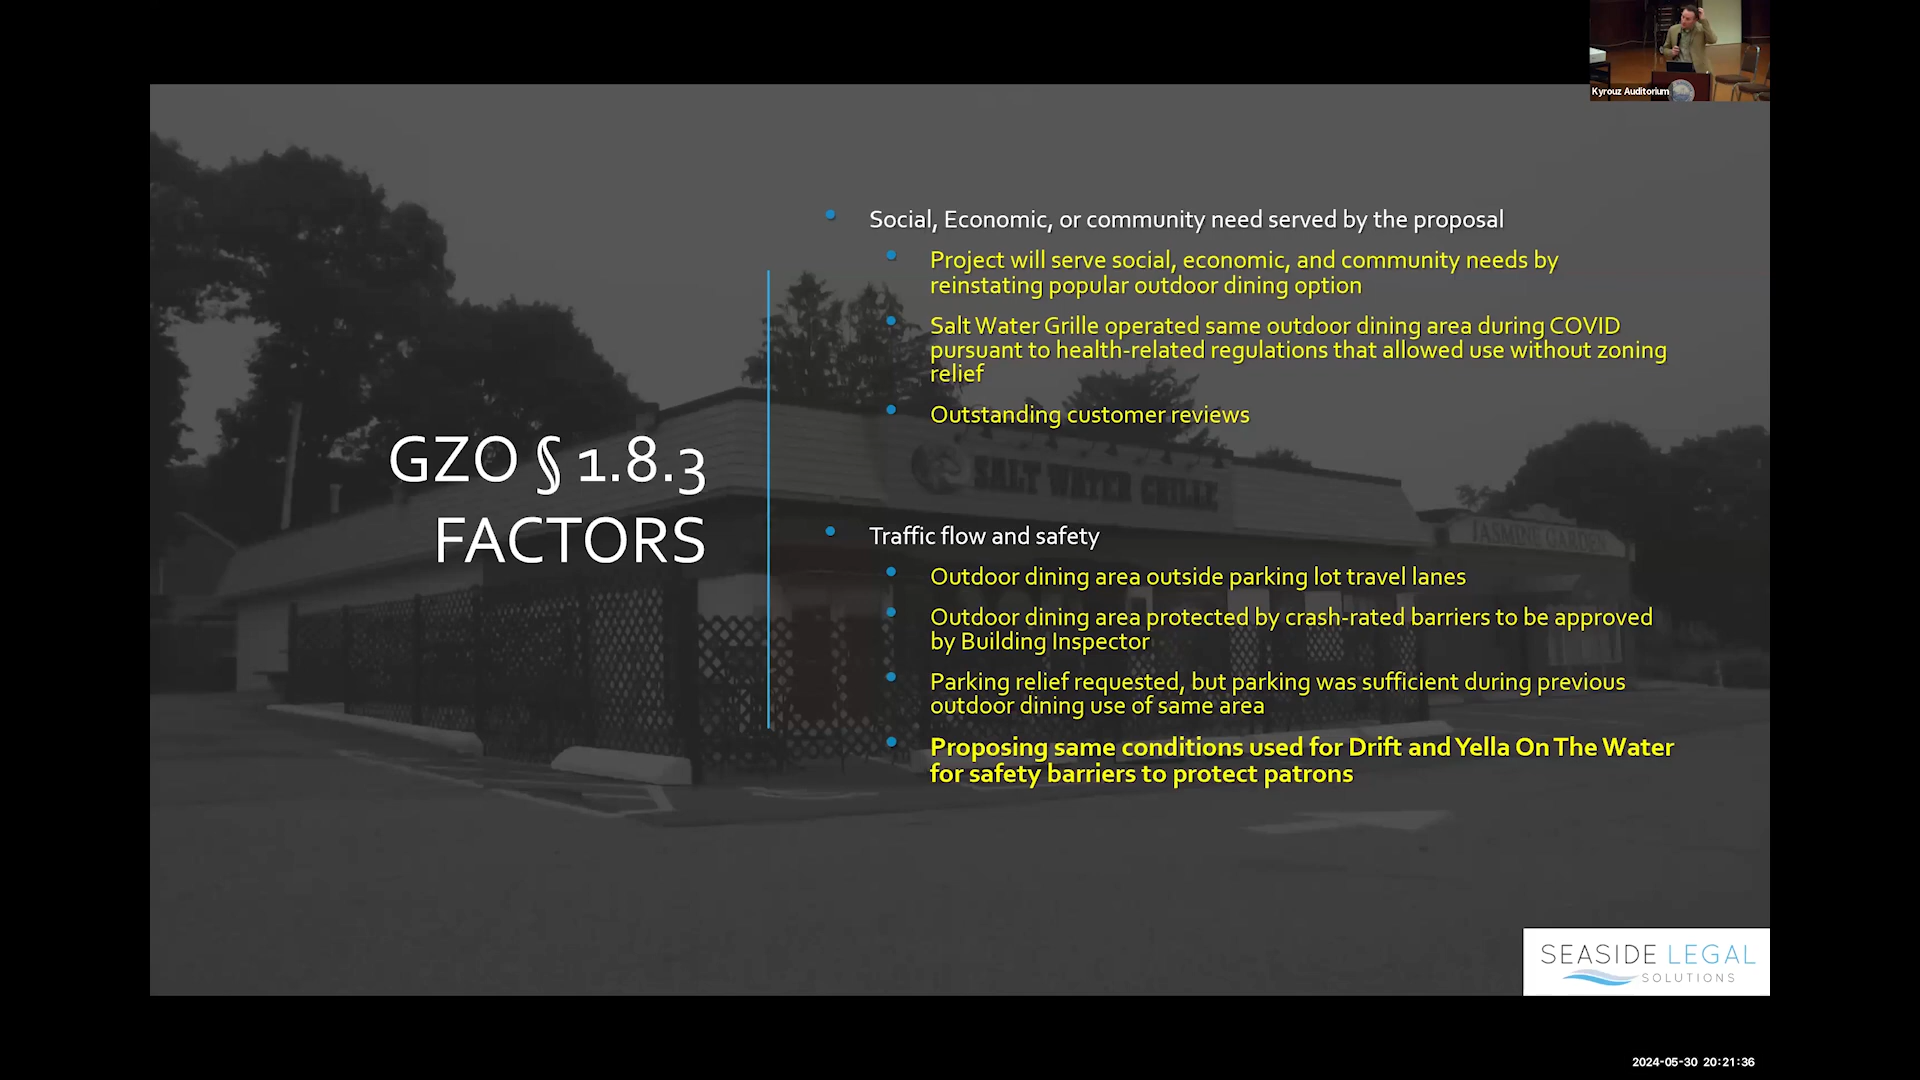 Kyrouz Auditorium
GZO § 1.8.3
FACTORS
Social, Economic, or community need served by the proposal
Project will serve social, economic, and community needs by
reinstating popular outdoor dining option
Salt Water Grille operated same outdoor dining area during COVID
pursuant to health-related regulations that allowed use without zoning
relief
Outstanding customer reviews
Traffic flow and safety
Outdoor dining area outside parking lot travel lanes
Outdoor dining area protected by crash-rated barriers to be approved
by Building Inspector
Parking relief requested, but parking was sufficient during previous
outdoor dining use of same area
Proposing same conditions used for Drift and Yella On The Water
for safety barriers to protect patrons
SALT WATER GRILLE
JASMINE GARDEN
SEASIDE LEGAL
SOLUTIONS
2024-05-30 20:21:36